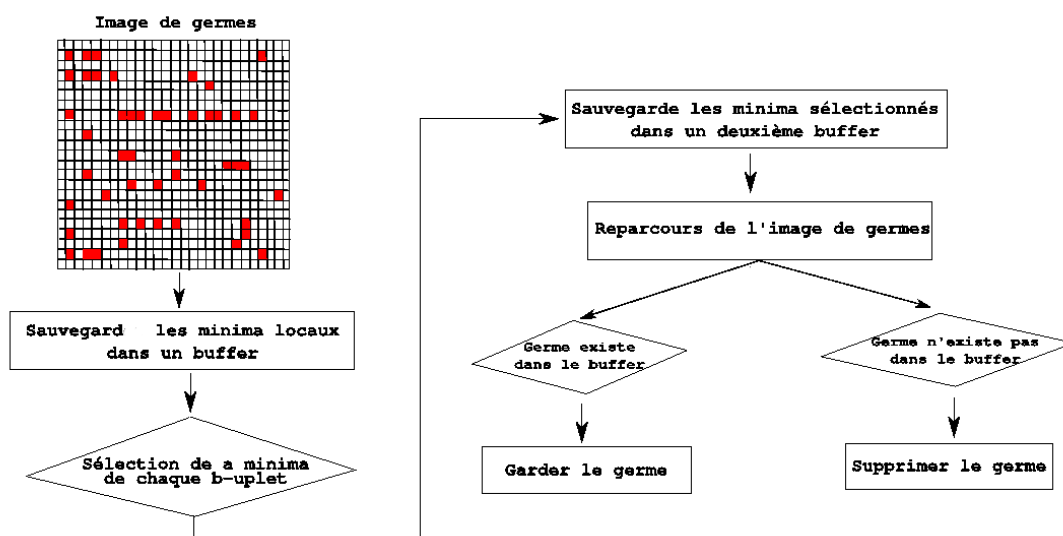 Image de germes
Sauvegard les minima locaux
dans un buffer
Sélection de a minima
de chaque b-uplet
Sauvegarde les minima sélectionnés
dans un deuxième buffer
Reparcours de l'image de germes
Germe existe
dans le buffer
Germe n'existe pas
dans le buffer
Garder le germe
Supprimer le germe